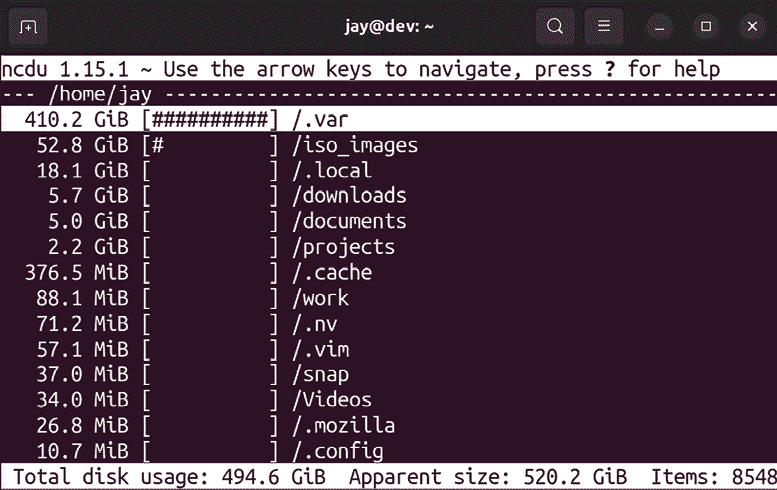 jay@dev: ~
ncdu 1.15.1 ~ Use the arrow keys to navigate, press ? for help
--- /home/jay -----------------------------------------------------
410.2 GiB [##########] /.var
52.8 GiB [#         ] /iso_images
18.1 GiB [          ] /.local
5.7 GiB [          ] /downloads
5.0 GiB [          ] /documents
2.2 GiB [          ] /projects
376.5 MiB [          ] /.cache
88.1 MiB [          ] /work
71.2 MiB [          ] /.nv
57.1 MiB [          ] /.vim
37.0 MiB [          ] /snap
34.0 MiB [          ] /Videos
26.8 MiB [          ] /.mozilla
10.7 MiB [          ] /.config
Total disk usage: 494.6 GiB  Apparent size: 520.2 GiB  Items: 8548